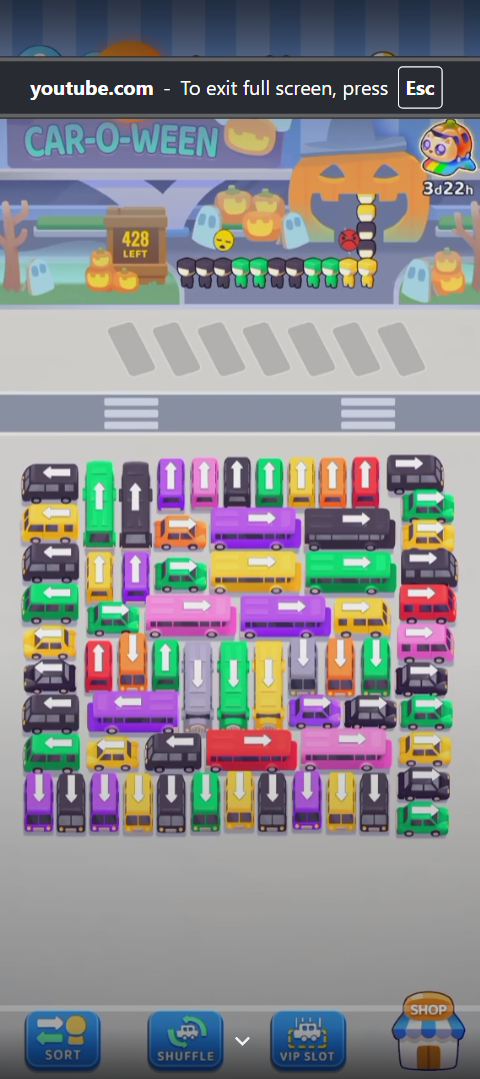 youtube.com - To exit full screen, press Esc
CAR-O-WEEN
3d22h
428
LEFT
SHOP
SORT
SHUFFLE
VIP SLOT